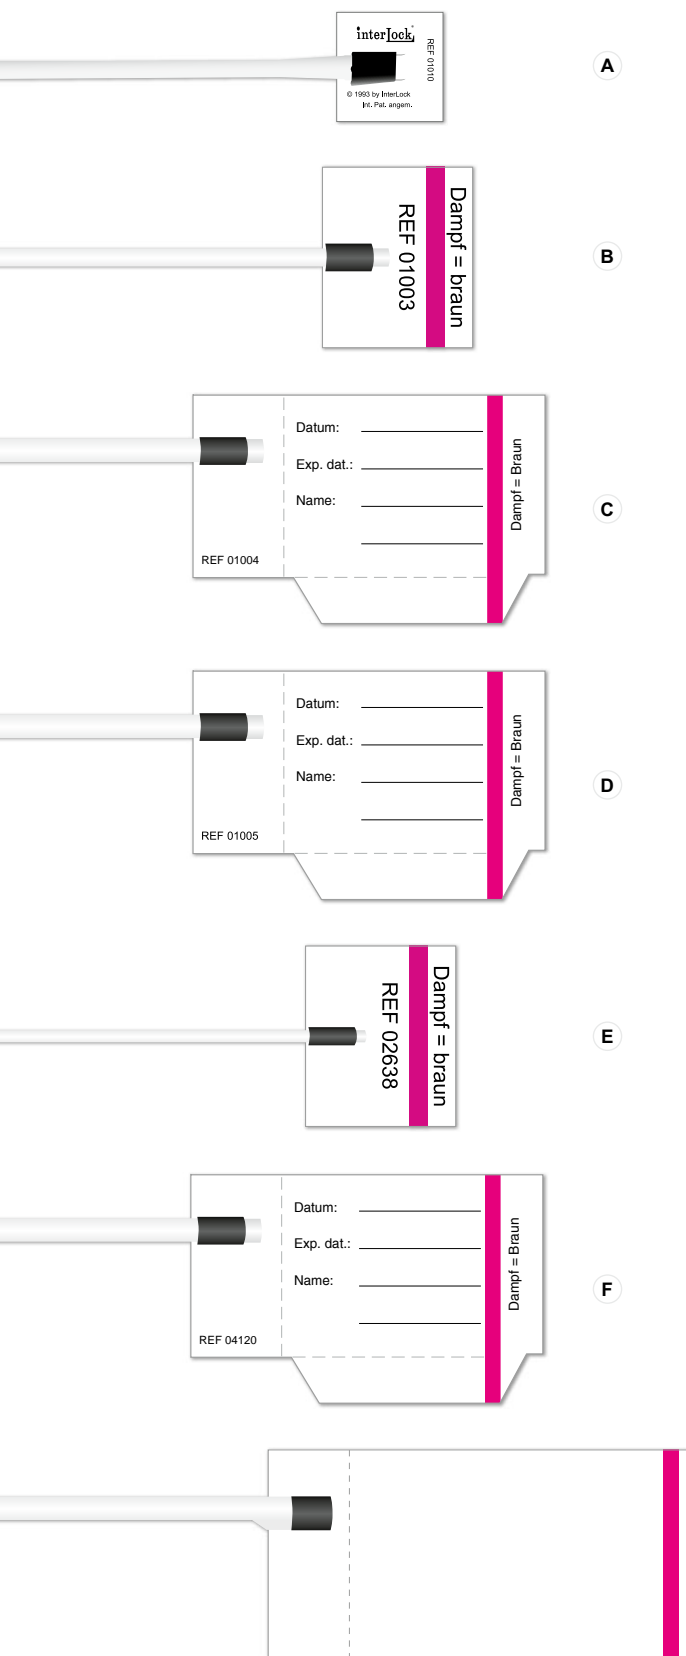 interlock
REF 01010
© 1993 by InterLock
Int. Pat. angem.
A
Dampf = braun
REF 01003
B
Datum:
Exp. dat.:
Name:
Dampf = Braun
REF 01004
C
Datum:
Exp. dat.:
Name:
Dampf = Braun
REF 01005
D
Dampf = braun
REF 02638
E
Datum:
Exp. dat.:
Name:
Dampf = Braun
REF 04120
F